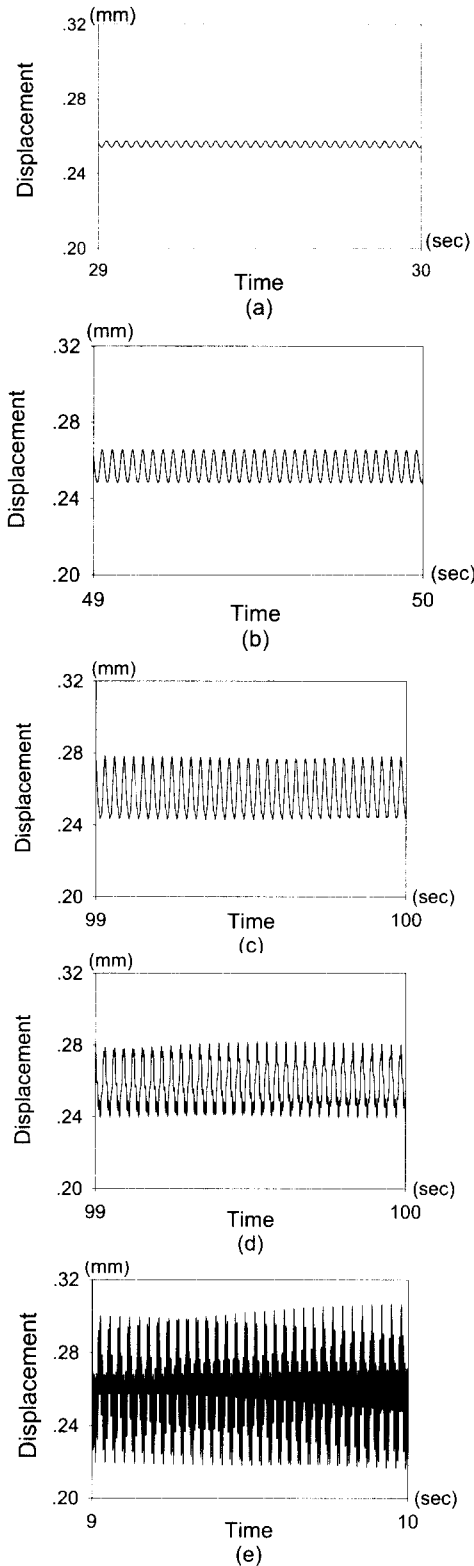 (mm)
.32
.28
.24
.20
Displacement
(sec)
29
30
Time
(a)
(mm)
.32
.28
.24
.20
Displacement
(sec)
49
50
Time
(b)
(mm)
.32
.28
.24
.20
Displacement
(sec)
99
100
Time
(c)
(mm)
.32
.28
.24
.20
Displacement
(sec)
99
100
Time
(d)
(mm)
.32
.28
.24
.20
Displacement
(sec)
9
10
Time
(e)